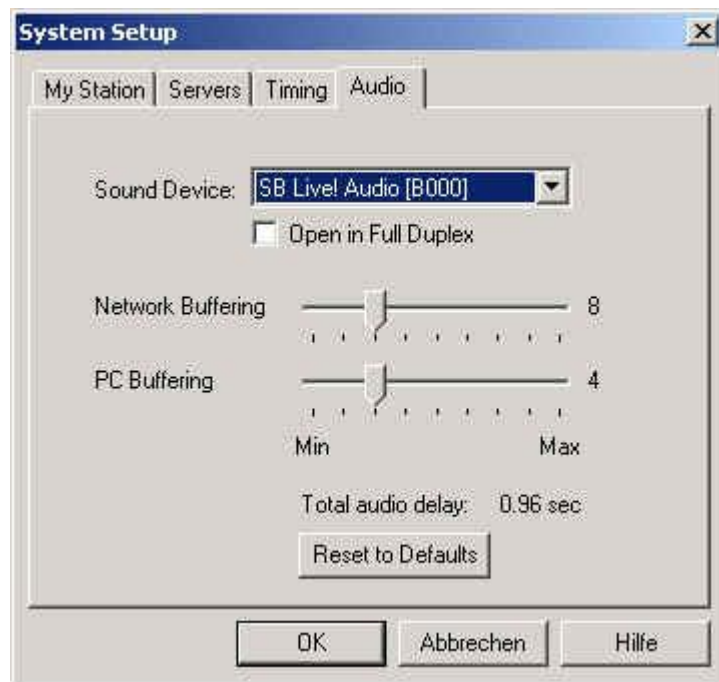 System Setup
My Station Servers Timing Audio
Sound Device: SB Live! Audio [B000]
Open in Full Duplex
Network Buffering 8
PC Buffering 4
Min Max
Total audio delay: 0.96 sec
Reset to Defaults
OK Abbrechen Hilfe